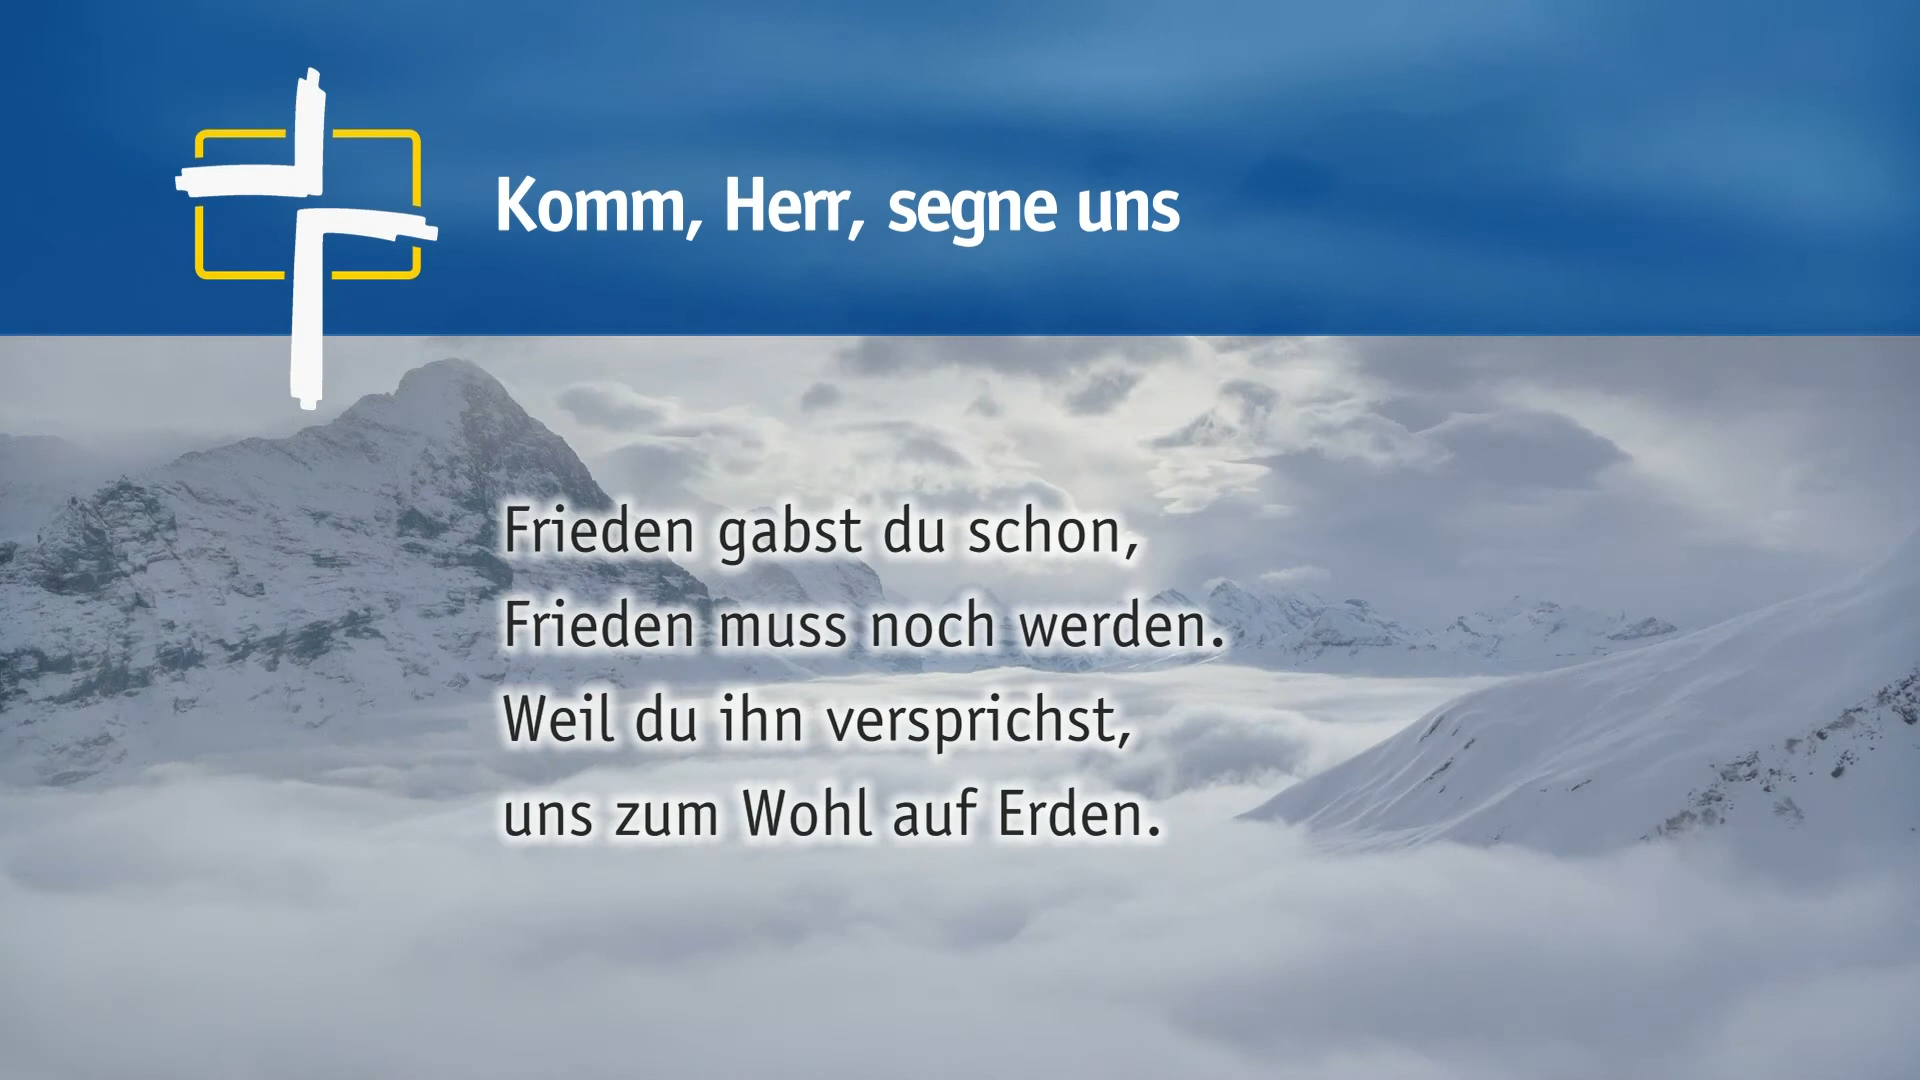 Komm, Herr, segne uns
Frieden gabst du schon,
Frieden muss noch werden.
Weil du ihn versprichst,
uns zum Wohl auf Erden.